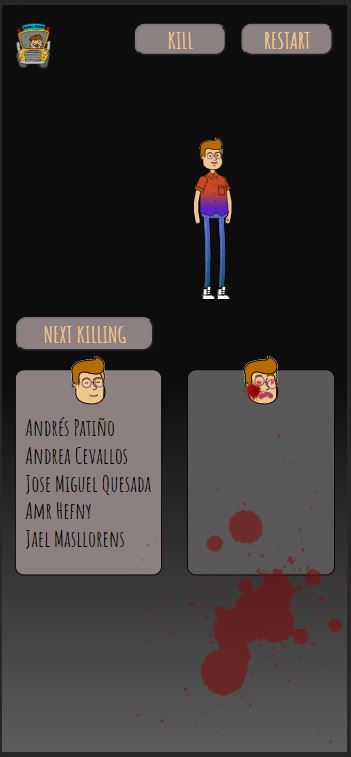 KILL
RESTART
NEXT KILLING
Andrés Patiño
Andrea Cevallos
Jose Miguel Quesada
Amr Hefny
Jael Masllorens